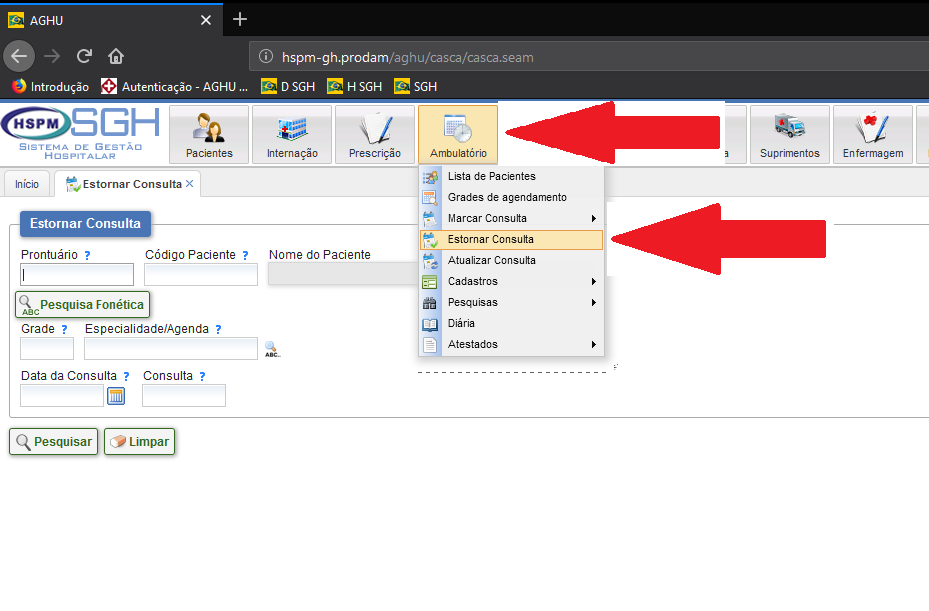 AGHU
hspm-gh.prodam/aghu/casca/casca.seam
Introdução Autenticação - AGHU ... D SGH H SGH SGH
HSPM SGH
SISTEMA DE GESTÃO
HOSPITALAR
Pacientes Internação Prescrição Ambulatório a Suprimentos Enfermagem
Início Estornar Consulta
Lista de Pacientes
Grades de agendamento
Marcar Consulta
Estornar Consulta
Atualizar Consulta
Cadastros
Pesquisas
Diária
Atestados
Estornar Consulta
Prontuário ? Código Paciente ? Nome do Paciente
ABC Pesquisa Fonética
Grade ? Especialidade/Agenda ?
ABC..
Data da Consulta ? Consulta ?
Pesquisar Limpar